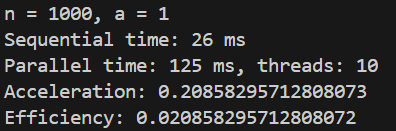 n = 1000, a = 1
Sequential time: 26 ms
Parallel time: 125 ms, threads: 10
Acceleration: 0.20858295712808073
Efficiency: 0.020858295712808072